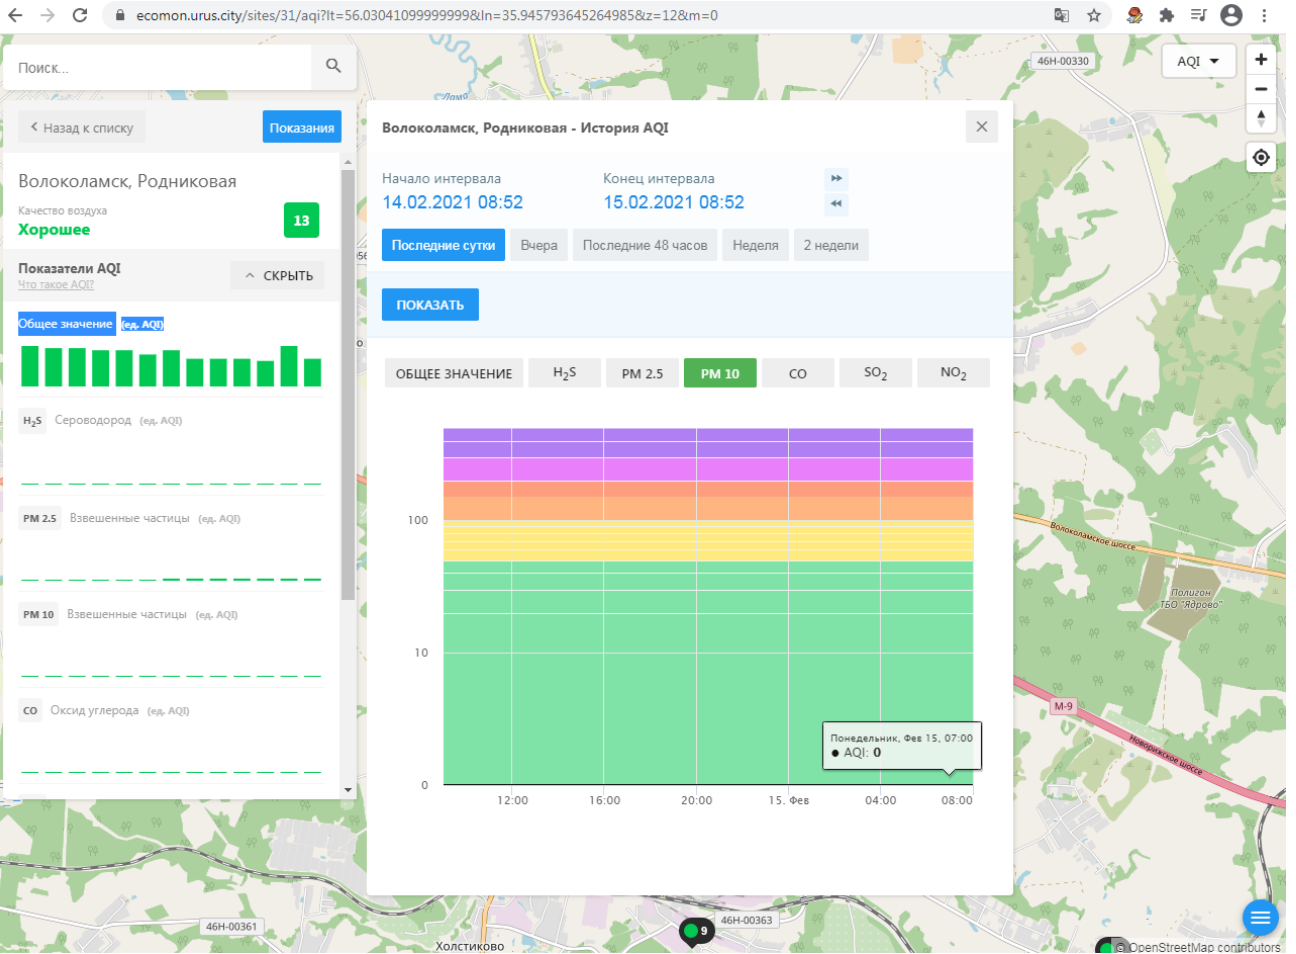 ecomon.urus.city/sites/31/aqi?lt=56.03041099999999&ln=35.945793645264985&z=12&m=0
Поиск...
46Н-00330
AQI
Назад к списку
Показания
Волоколамск, Родниковая
Качество воздуха
Хорошее
13
Показатели AQI
Что такое AQI?
СКРЫТЬ
Общее значение (ед. AQI)
H2S Сероводород (ед. AQI)
PM 2.5 Взвешенные частицы (ед. AQI)
PM 10 Взвешенные частицы (ед. AQI)
CO Оксид углерода (ед. AQI)
Волоколамск, Родниковая - История AQI
Начало интервала
Конец интервала
14.02.2021 08:52
15.02.2021 08:52
Последние сутки
Вчера
Последние 48 часов
Неделя
2 недели
ПОКАЗАТЬ
ОБЩЕЕ ЗНАЧЕНИЕ
H2S
PM 2.5
PM 10
CO
SO2
NO2
100
10
0
Понедельник, Фев 15, 07:00
AQI: 0
12:00
16:00
20:00
15. Фев
04:00
08:00
Волоколамское шоссе
Полигон
ТБО "Ядрово"
М-9
Новорижское шоссе
46Н-00361
46Н-00363
9
Холстиково
© OpenStreetMap contributors